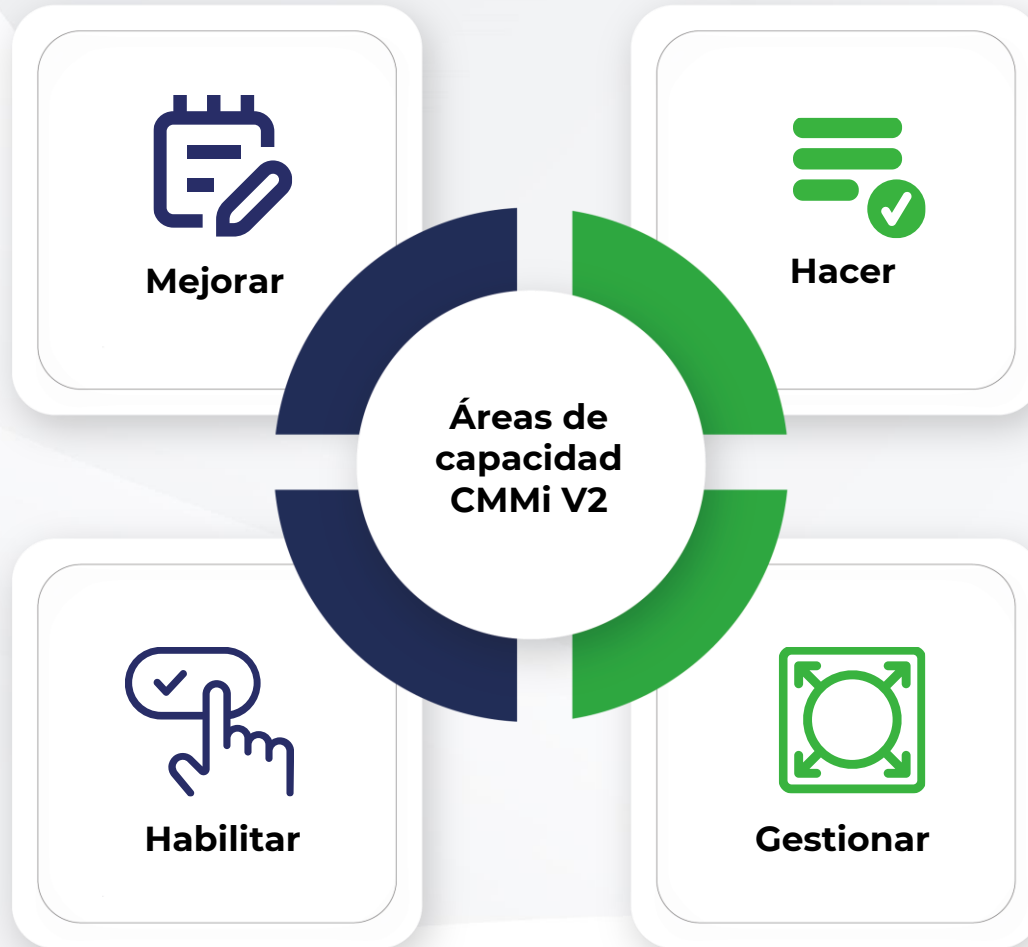 Mejorar
Hacer
Áreas de
capacidad
CMMi V2
Habilitar
Gestionar